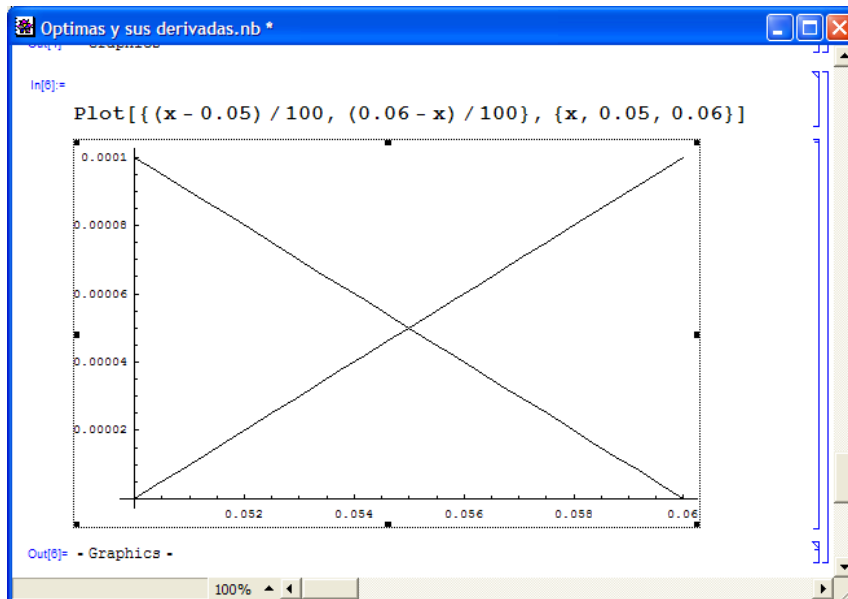 Optimas y sus derivadas.nb *
In[6]:=
Plot[{(x - 0.05) / 100, (0.06 - x) / 100}, {x, 0.05, 0.06}]
0.0001
0.00008
0.00006
0.00004
0.00002
0.052 0.054 0.056 0.058 0.06
Out[6]= - Graphics -
100%